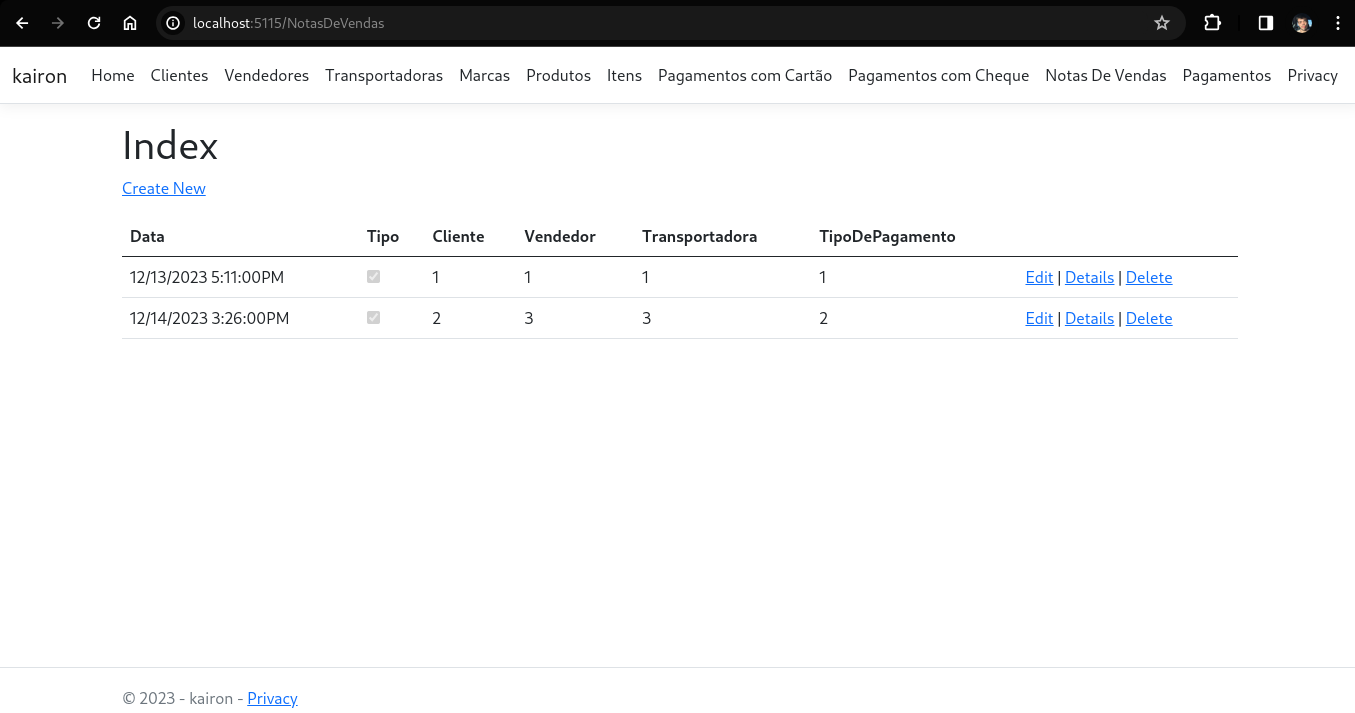 localhost:5115/NotasDeVendas
kairon Home Clientes Vendedores Transportadoras Marcas Produtos Itens Pagamentos com Cartão Pagamentos com Cheque Notas De Vendas Pagamentos Privacy
Index
Create New
Data Tipo Cliente Vendedor Transportadora TipoDePagamento
12/13/2023 5:11:00PM 1 1 1 1 Edit | Details | Delete
12/14/2023 3:26:00PM 2 3 3 2 Edit | Details | Delete
© 2023 - kairon - Privacy